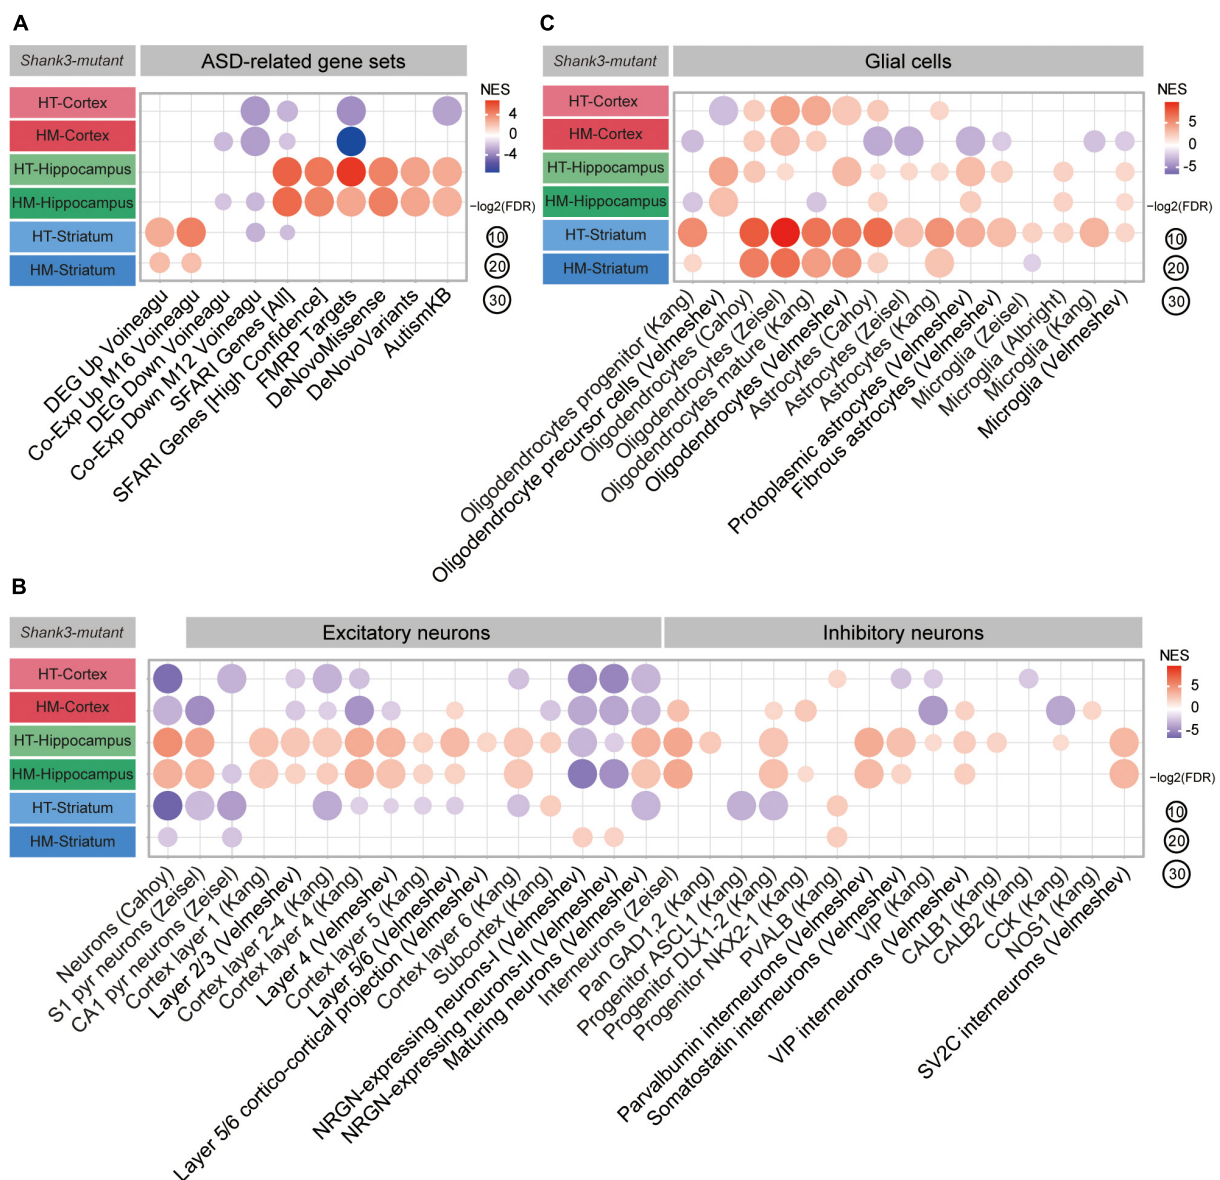 A
Shank3-mutant
ASD-related gene sets
HT-Cortex
HM-Cortex
HT-Hippocampus
HM-Hippocampus
HT-Striatum
HM-Striatum
NES
4
0
-4
−log2(FDR)
10
20
30
DEG Up Voineagu
Co-Exp Up M16 Voineagu
DEG Down Voineagu
Co-Exp Down M12 Voineagu
SFARI Genes [All]
SFARI Genes [High Confidence]
FMRP Targets
DeNovoMissense
DeNovoVariants
AutismKB
C
Shank3-mutant
Glial cells
HT-Cortex
HM-Cortex
HT-Hippocampus
HM-Hippocampus
HT-Striatum
HM-Striatum
NES
5
0
-5
−log2(FDR)
10
20
30
Oligodendrocytes progenitor (Kang)
Oligodendrocyte precursor cells (Velmeshev)
Oligodendrocytes (Cahoy)
Oligodendrocytes (Zeisel)
Oligodendrocytes mature (Kang)
Oligodendrocytes (Velmeshev)
Astrocytes (Cahoy)
Astrocytes (Zeisel)
Astrocytes (Kang)
Protoplasmic astrocytes (Velmeshev)
Fibrous astrocytes (Velmeshev)
Microglia (Zeisel)
Microglia (Albright)
Microglia (Kang)
Microglia (Velmeshev)
B
Shank3-mutant
Excitatory neurons
Inhibitory neurons
HT-Cortex
HM-Cortex
HT-Hippocampus
HM-Hippocampus
HT-Striatum
HM-Striatum
NES
5
0
-5
−log2(FDR)
10
20
30
Neurons (Cahoy)
S1 pyr neurons (Zeisel)
CA1 pyr neurons (Zeisel)
Cortex layer 1 (Kang)
Layer 2/3 (Velmeshev)
Cortex layer 2-4 (Kang)
Cortex layer 4 (Kang)
Layer 4 (Velmeshev)
Cortex layer 5 (Kang)
Layer 5/6 (Velmeshev)
Layer 5/6 cortico-cortical projection (Velmeshev)
Cortex layer 6 (Kang)
Subcortex (Kang)
NRGN-expressing neurons-I (Velmeshev)
NRGN-expressing neurons-II (Velmeshev)
Maturing neurons (Velmeshev)
Interneurons (Zeisel)
Pan GAD1.2 (Kang)
Progenitor ASCL1 (Kang)
Progenitor DLX1-2 (Kang)
Progenitor NKX2-1 (Kang)
PVALB (Kang)
Parvalbumin interneurons (Velmeshev)
Somatostatin interneurons (Velmeshev)
VIP (Kang)
VIP interneurons (Velmeshev)
CALB1 (Kang)
CALB2 (Kang)
CCK (Kang)
NOS1 (Kang)
SV2C interneurons (Velmeshev)